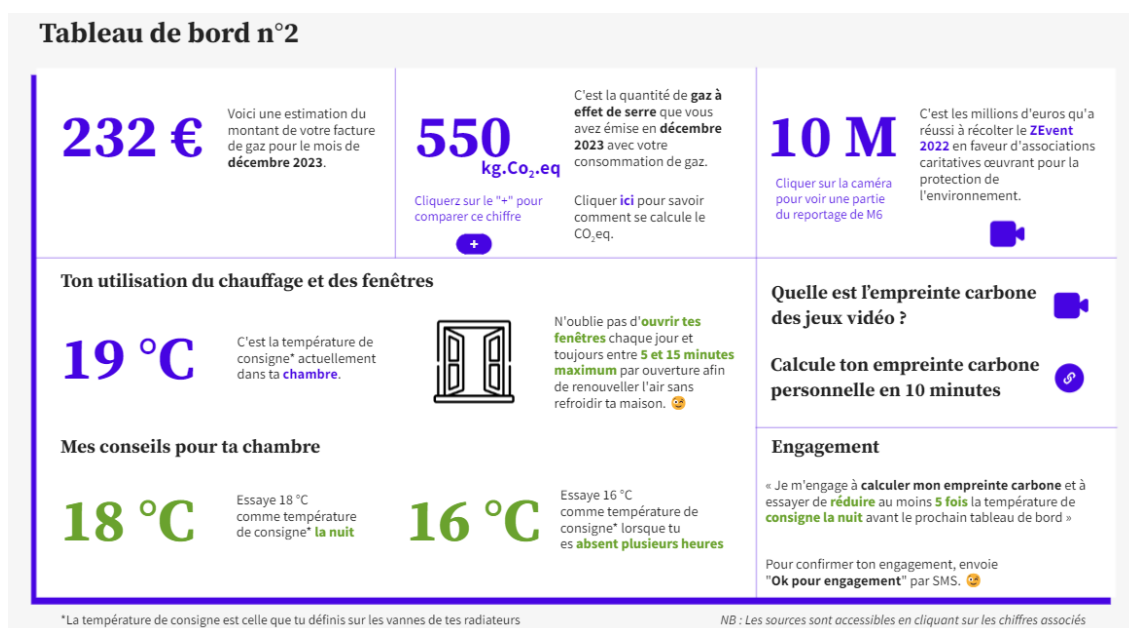 Tableau de bord n°2
232 €
Voici une estimation du
montant de votre facture
de gaz pour le mois de
décembre 2023.
550
kg.Co₂.eq
Cliquerz sur le "+" pour
comparer ce chiffre
+
C'est la quantité de gaz à
effet de serre que vous
avez émise en décembre
2023 avec votre
consommation de gaz.
Cliquer ici pour savoir
comment se calcule le
CO₂eq.
10 M
Cliquer sur la caméra
pour voir une partie
du reportage de M6
C'est les millions d'euros qu'a
réussi à récolter le ZEvent
2022 en faveur d'associations
caritatives œuvrant pour la
protection de
l'environnement.
Ton utilisation du chauffage et des fenêtres
19 °C
C'est la température de
consigne* actuellement
dans ta chambre.
N'oublie pas d'ouvrir tes
fenêtres chaque jour et
toujours entre 5 et 15 minutes
maximum par ouverture afin
de renouveller l'air sans
refroidir ta maison. 😉
Quelle est l'empreinte carbone
des jeux vidéo ?
Calcule ton empreinte carbone
personnelle en 10 minutes
Mes conseils pour ta chambre
18 °C
Essaye 18 °C
comme température
de consigne* la nuit
16 °C
Essaye 16 °C
comme température de
consigne* lorsque tu
es absent plusieurs heures
Engagement
« Je m'engage à calculer mon empreinte carbone et à
essayer de réduire au moins 5 fois la température de
consigne la nuit avant le prochain tableau de bord »
Pour confirmer ton engagement, envoie
"Ok pour engagement" par SMS. 😉
*La température de consigne est celle que tu définis sur les vannes de tes radiateurs
NB : Les sources sont accessibles en cliquant sur les chiffres associés